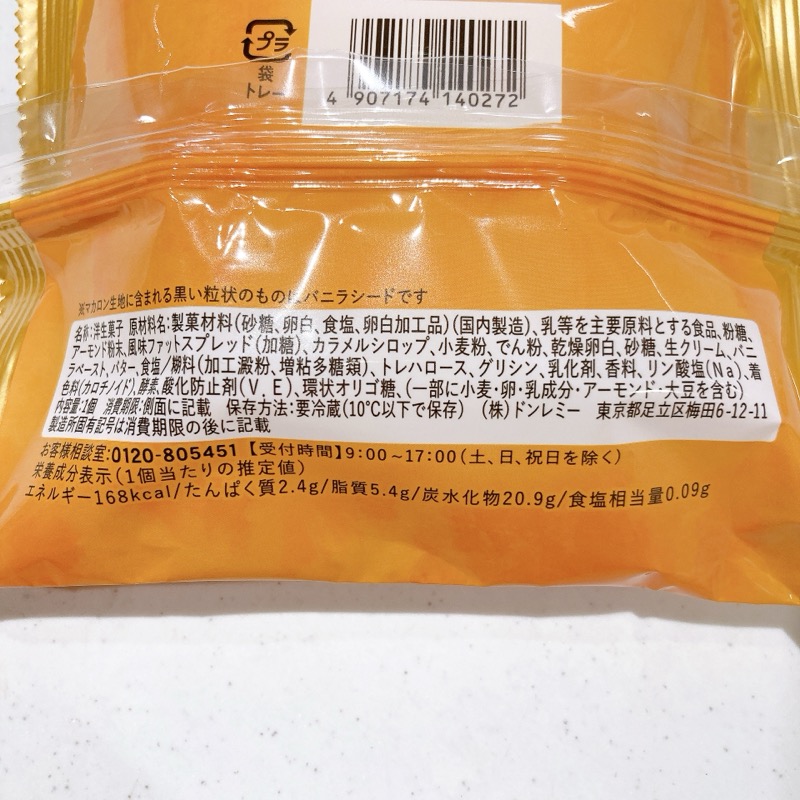 プラ
袋
トレー
4 907174 140272
※マカロン生地に含まれる黒い粒状のものはバニラシードです
名称:洋生菓子 原材料名:製菓材料(砂糖、卵白、食塩、卵白加工品)(国内製造)、乳等を主要原料とする食品、粉糖、
アーモンド粉末、風味ファットスプレッド(加糖)、カラメルシロップ、小麦粉、でん粉、乾燥卵白、砂糖、生クリーム、バニ
ラペースト、バター、食塩/糊料(加工澱粉、増粘多糖類)、トレハロース、グリシン、乳化剤、香料、リン酸塩(Na)、着
色料(カロチノイド)、酵素、酸化防止剤(V.E)、環状オリゴ糖、(一部に小麦・卵・乳成分・アーモンド・大豆を含む)
内容量:1個 消費期限:側面に記載 保存方法:要冷蔵(10℃以下で保存) (株)ドンレミー 東京都足立区梅田6-12-11
製造所固有記号は消費期限の後に記載
お客様相談室:0120-805451【受付時間】9:00~17:00(土、日、祝日を除く)
栄養成分表示(1個当たりの推定値)
エネルギー168kcal/たんぱく質2.4g/脂質5.4g/炭水化物20.9g/食塩相当量0.09g